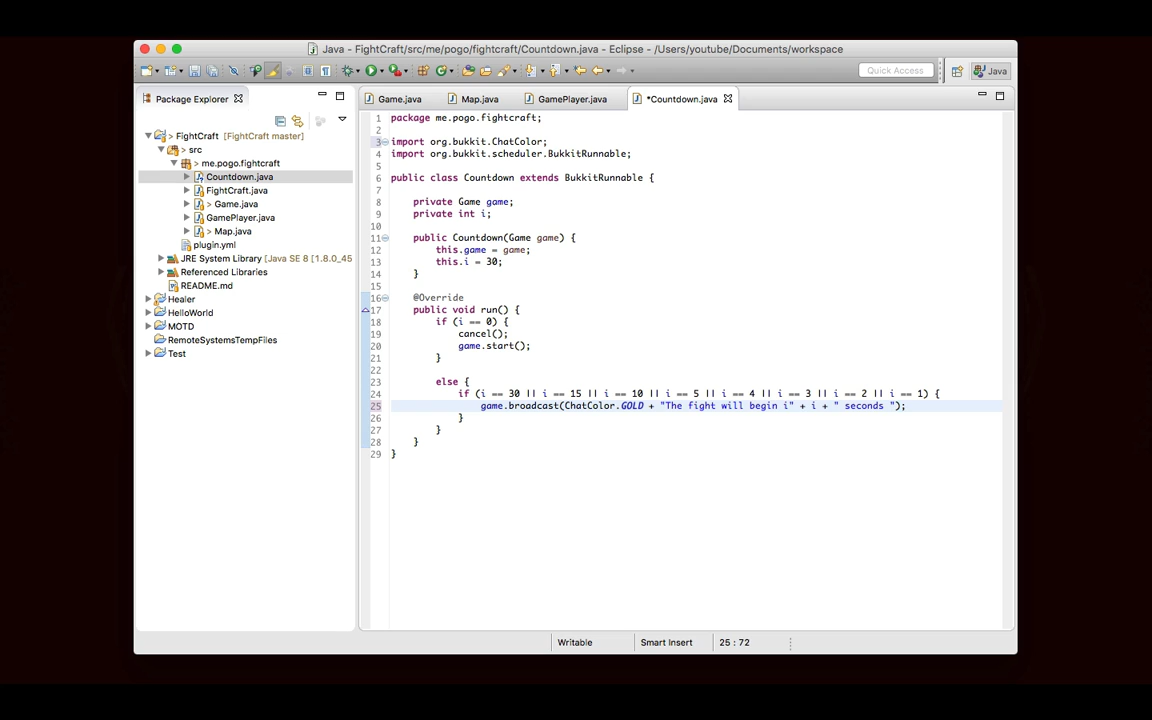 Java - FightCraft/src/me/pogo/fightcraft/Countdown.java - Eclipse - /Users/youtube/Documents/workspace
Quick Access
Java
Package Explorer
Game.java
Map.java
GamePlayer.java
*Countdown.java
> FightCraft [FightCraft master]
> src
> me.pogo.fightcraft
Countdown.java
FightCraft.java
> Game.java
GamePlayer.java
> Map.java
plugin.yml
JRE System Library [Java SE 8 [1.8.0_45
Referenced Libraries
README.md
Healer
HelloWorld
MOTD
RemoteSystemsTempFiles
Test
1 package me.pogo.fightcraft;
2
3 import org.bukkit.ChatColor;
4 import org.bukkit.scheduler.BukkitRunnable;
5
6 public class Countdown extends BukkitRunnable {
7
8 private Game game;
9 private int i;
10
11 public Countdown(Game game) {
12 this.game = game;
13 this.i = 30;
14 }
15
16 @Override
17 public void run() {
18 if (i == 0) {
19 cancel();
20 game.start();
21 }
22
23 else {
24 if (i == 30 || i == 15 || i == 10 || i == 5 || i == 4 || i == 3 || i == 2 || i == 1) {
25 game.broadcast(ChatColor.GOLD + "The fight will begin i" + i + " seconds ");
26 }
27 }
28 }
29 }
Writable
Smart Insert
25 : 72